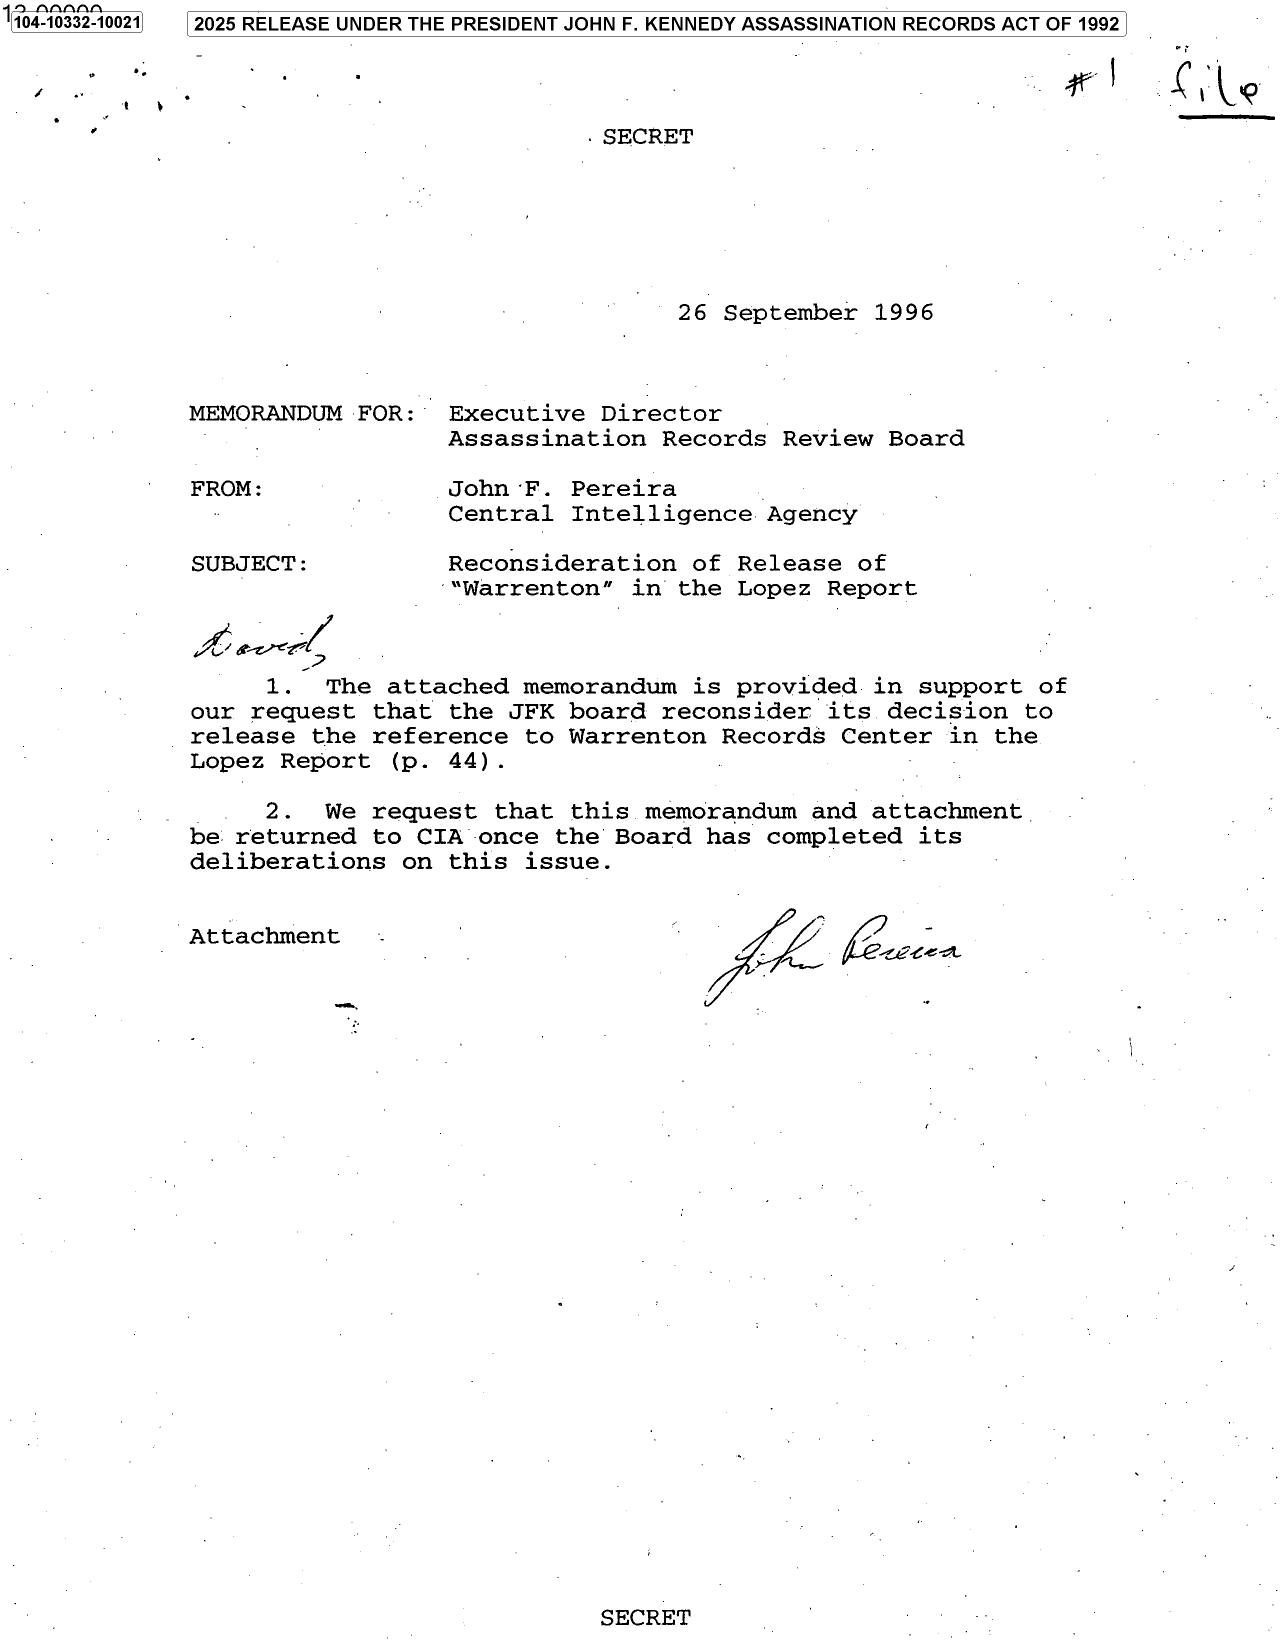 104-10332-10021
2025 RELEASE UNDER THE PRESIDENT JOHN F. KENNEDY ASSASSINATION RECORDS ACT OF 1992
#1 file
SECRET
26 September 1996
MEMORANDUM FOR: Executive Director
Assassination Records Review Board
FROM: John F. Pereira
Central Intelligence Agency
SUBJECT: Reconsideration of Release of
"Warrenton" in the Lopez Report
David,
1. The attached memorandum is provided in support of
our request that the JFK board reconsider its decision to
release the reference to Warrenton Records Center in the
Lopez Report (p. 44).
2. We request that this memorandum and attachment
be returned to CIA once the Board has completed its
deliberations on this issue.
Attachment
John Pereira
SECRET